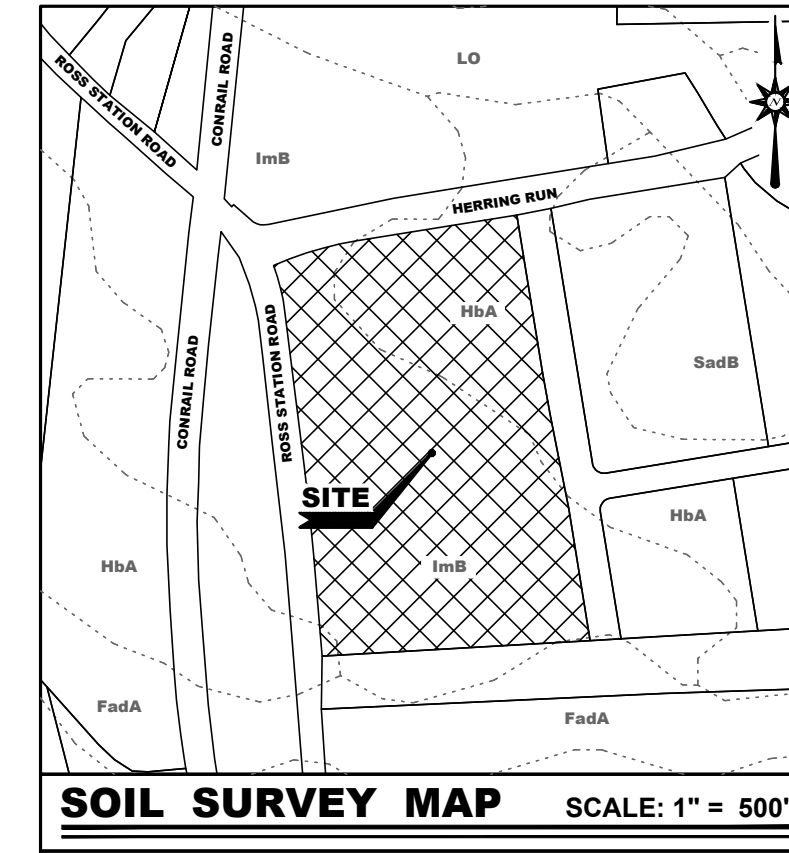 LO
ROSS STATION ROAD
CONRAIL ROAD
ImB
N
HERRING RUN
HbA
ROSS STATION ROAD
CONRAIL ROAD
SadB
SITE
HbA
HbA
ImB
FadA
FadA
SOIL SURVEY MAP
SCALE: 1" = 500'